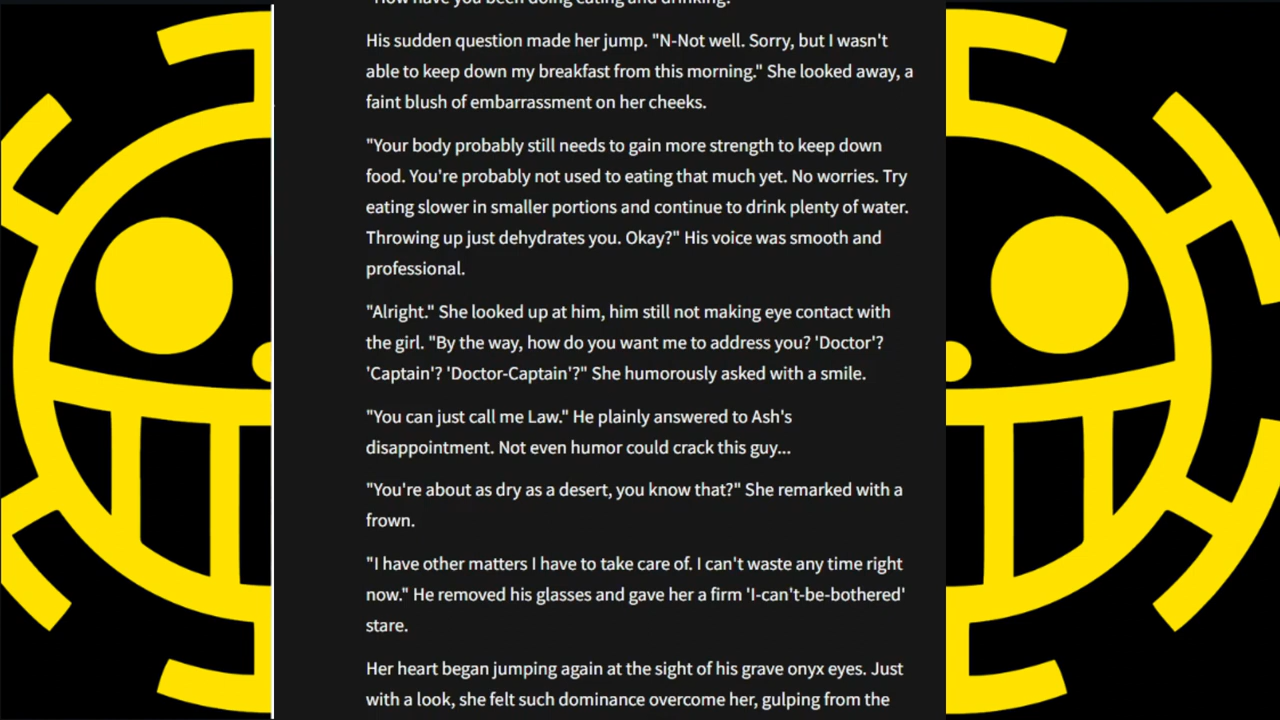 "How have you been doing eating and drinking."
His sudden question made her jump. "N-Not well. Sorry, but I wasn't
able to keep down my breakfast from this morning." She looked away, a
faint blush of embarrassment on her cheeks.
"Your body probably still needs to gain more strength to keep down
food. You're probably not used to eating that much yet. No worries. Try
eating slower in smaller portions and continue to drink plenty of water.
Throwing up just dehydrates you. Okay?" His voice was smooth and
professional.
"Alright." She looked up at him, him still not making eye contact with
the girl. "By the way, how do you want me to address you? 'Doctor'?
'Captain'? 'Doctor-Captain'?" She humorously asked with a smile.
"You can just call me Law." He plainly answered to Ash's
disappointment. Not even humor could crack this guy...
"You're about as dry as a desert, you know that?" She remarked with a
frown.
"I have other matters I have to take care of. I can't waste any time right
now." He removed his glasses and gave her a firm 'I-can't-be-bothered'
stare.
Her heart began jumping again at the sight of his grave onyx eyes. Just
with a look, she felt such dominance overcome her, gulping from the